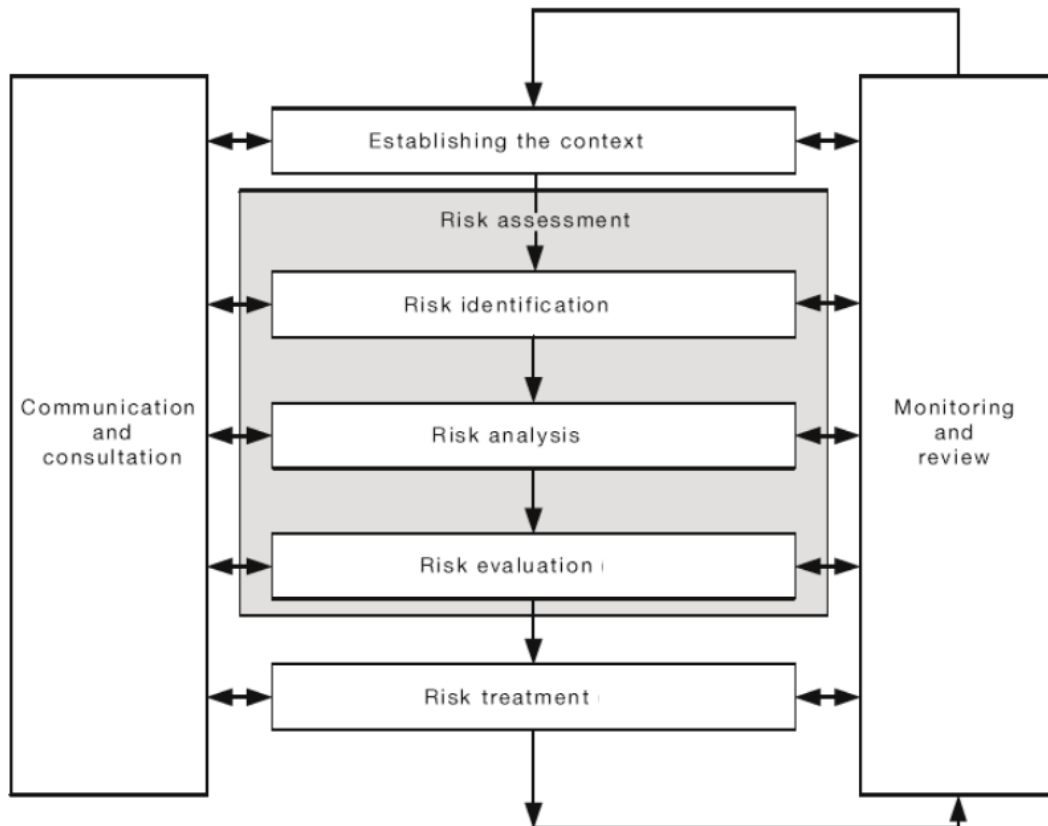 Establishing the context
Risk assessment
Risk identification
Communication
and
consultation
Risk analysis
Monitoring
and
review
Risk evaluation
Risk treatment